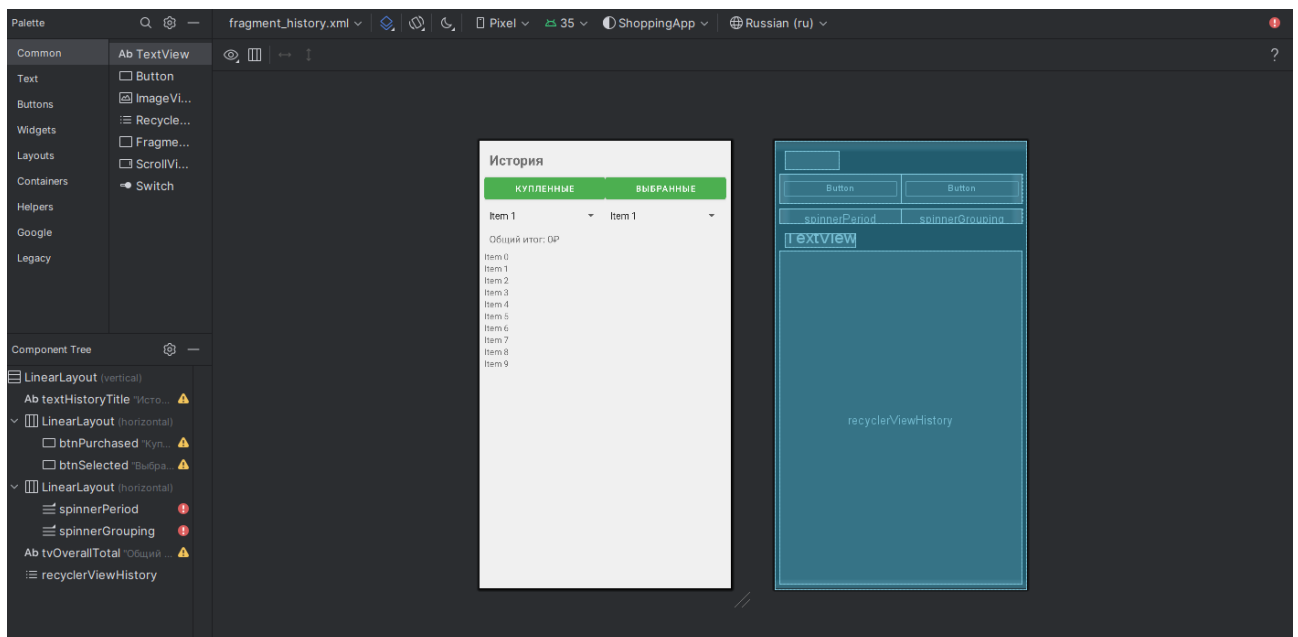 Palette
fragment_history.xml
Pixel
35
ShoppingApp
Russian (ru)
Common
Text
Buttons
Widgets
Layouts
Containers
Helpers
Google
Legacy
Ab TextView
Button
ImageVi...
Recycle...
Fragme...
ScrollVi...
Switch
?
Component Tree
LinearLayout (vertical)
Ab textHistoryTitle "Исто...
LinearLayout (horizontal)
btnPurchased "Куп...
btnSelected "Выбра...
LinearLayout (horizontal)
spinnerPeriod
spinnerGrouping
Ab tvOverallTotal "Общий ...
recyclerViewHistory
История
КУПЛЕННЫЕ ВЫБРАННЫЕ
Item 1 Item 1
Общий итог: 0₽
Item 0
Item 1
Item 2
Item 3
Item 4
Item 5
Item 6
Item 7
Item 8
Item 9
Button Button
spinnerPeriod spinnerGrouping
TextView
recyclerViewHistory